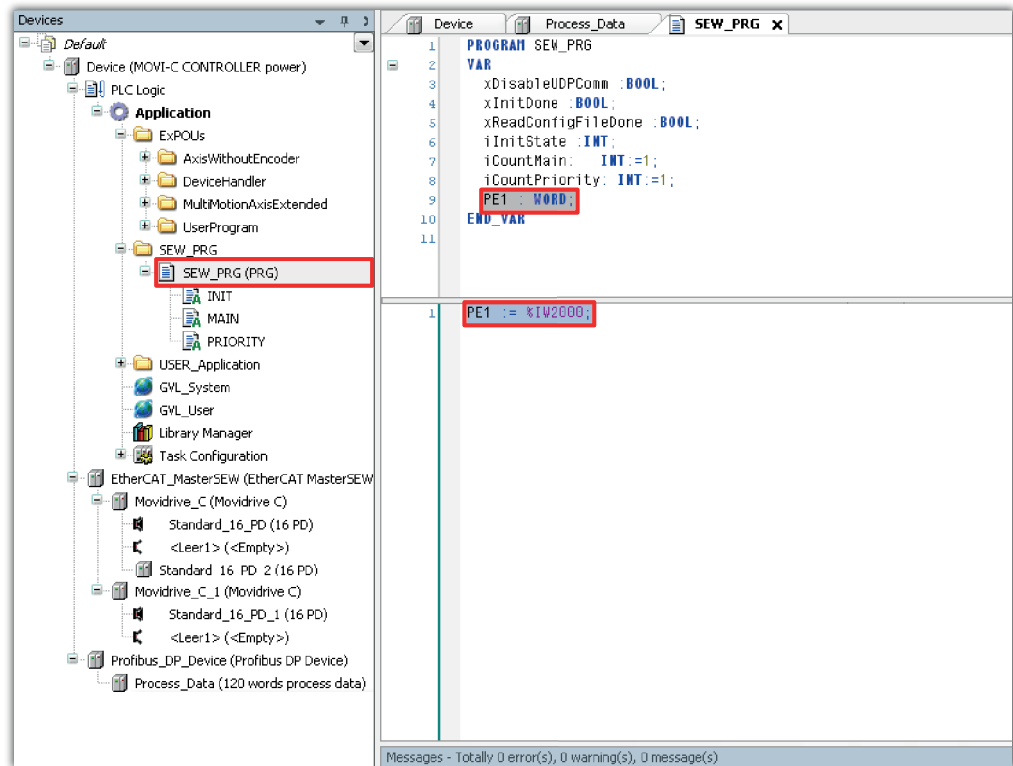 Devices
Default
Device (MOVI-C CONTROLLER power)
PLC Logic
Application
ExPOUs
AxisWithoutEncoder
DeviceHandler
MultiMotionAxisExtended
UserProgram
SEW_PRG
SEW_PRG (PRG)
INIT
MAIN
PRIORITY
USER_Application
GVL_System
GVL_User
Library Manager
Task Configuration
EtherCAT_MasterSEW (EtherCAT MasterSEW
Movidrive_C (Movidrive C)
Standard_16_PD (16 PD)
<Leer1> (<Empty>)
Standard_16_PD_2 (16 PD)
Movidrive_C_1 (Movidrive C)
Standard_16_PD_1 (16 PD)
<Leer1> (<Empty>)
Profibus_DP_Device (Profibus DP Device)
Process_Data (120 words process data)
Device Process_Data SEW_PRG X
1 PROGRAM SEW_PRG
2 VAR
3 xDisableUDPComm :BOOL;
4 xInitDone :BOOL;
5 xReadConfigFileDone :BOOL;
6 iInitState :INT;
7 iCountMain: INT:=1;
8 iCountPriority: INT:=1;
9 PE1 : WORD;
10 END_VAR
11
1 PE1 := %IW2000;
Messages - Totally 0 error(s), 0 warning(s), 0 message(s)